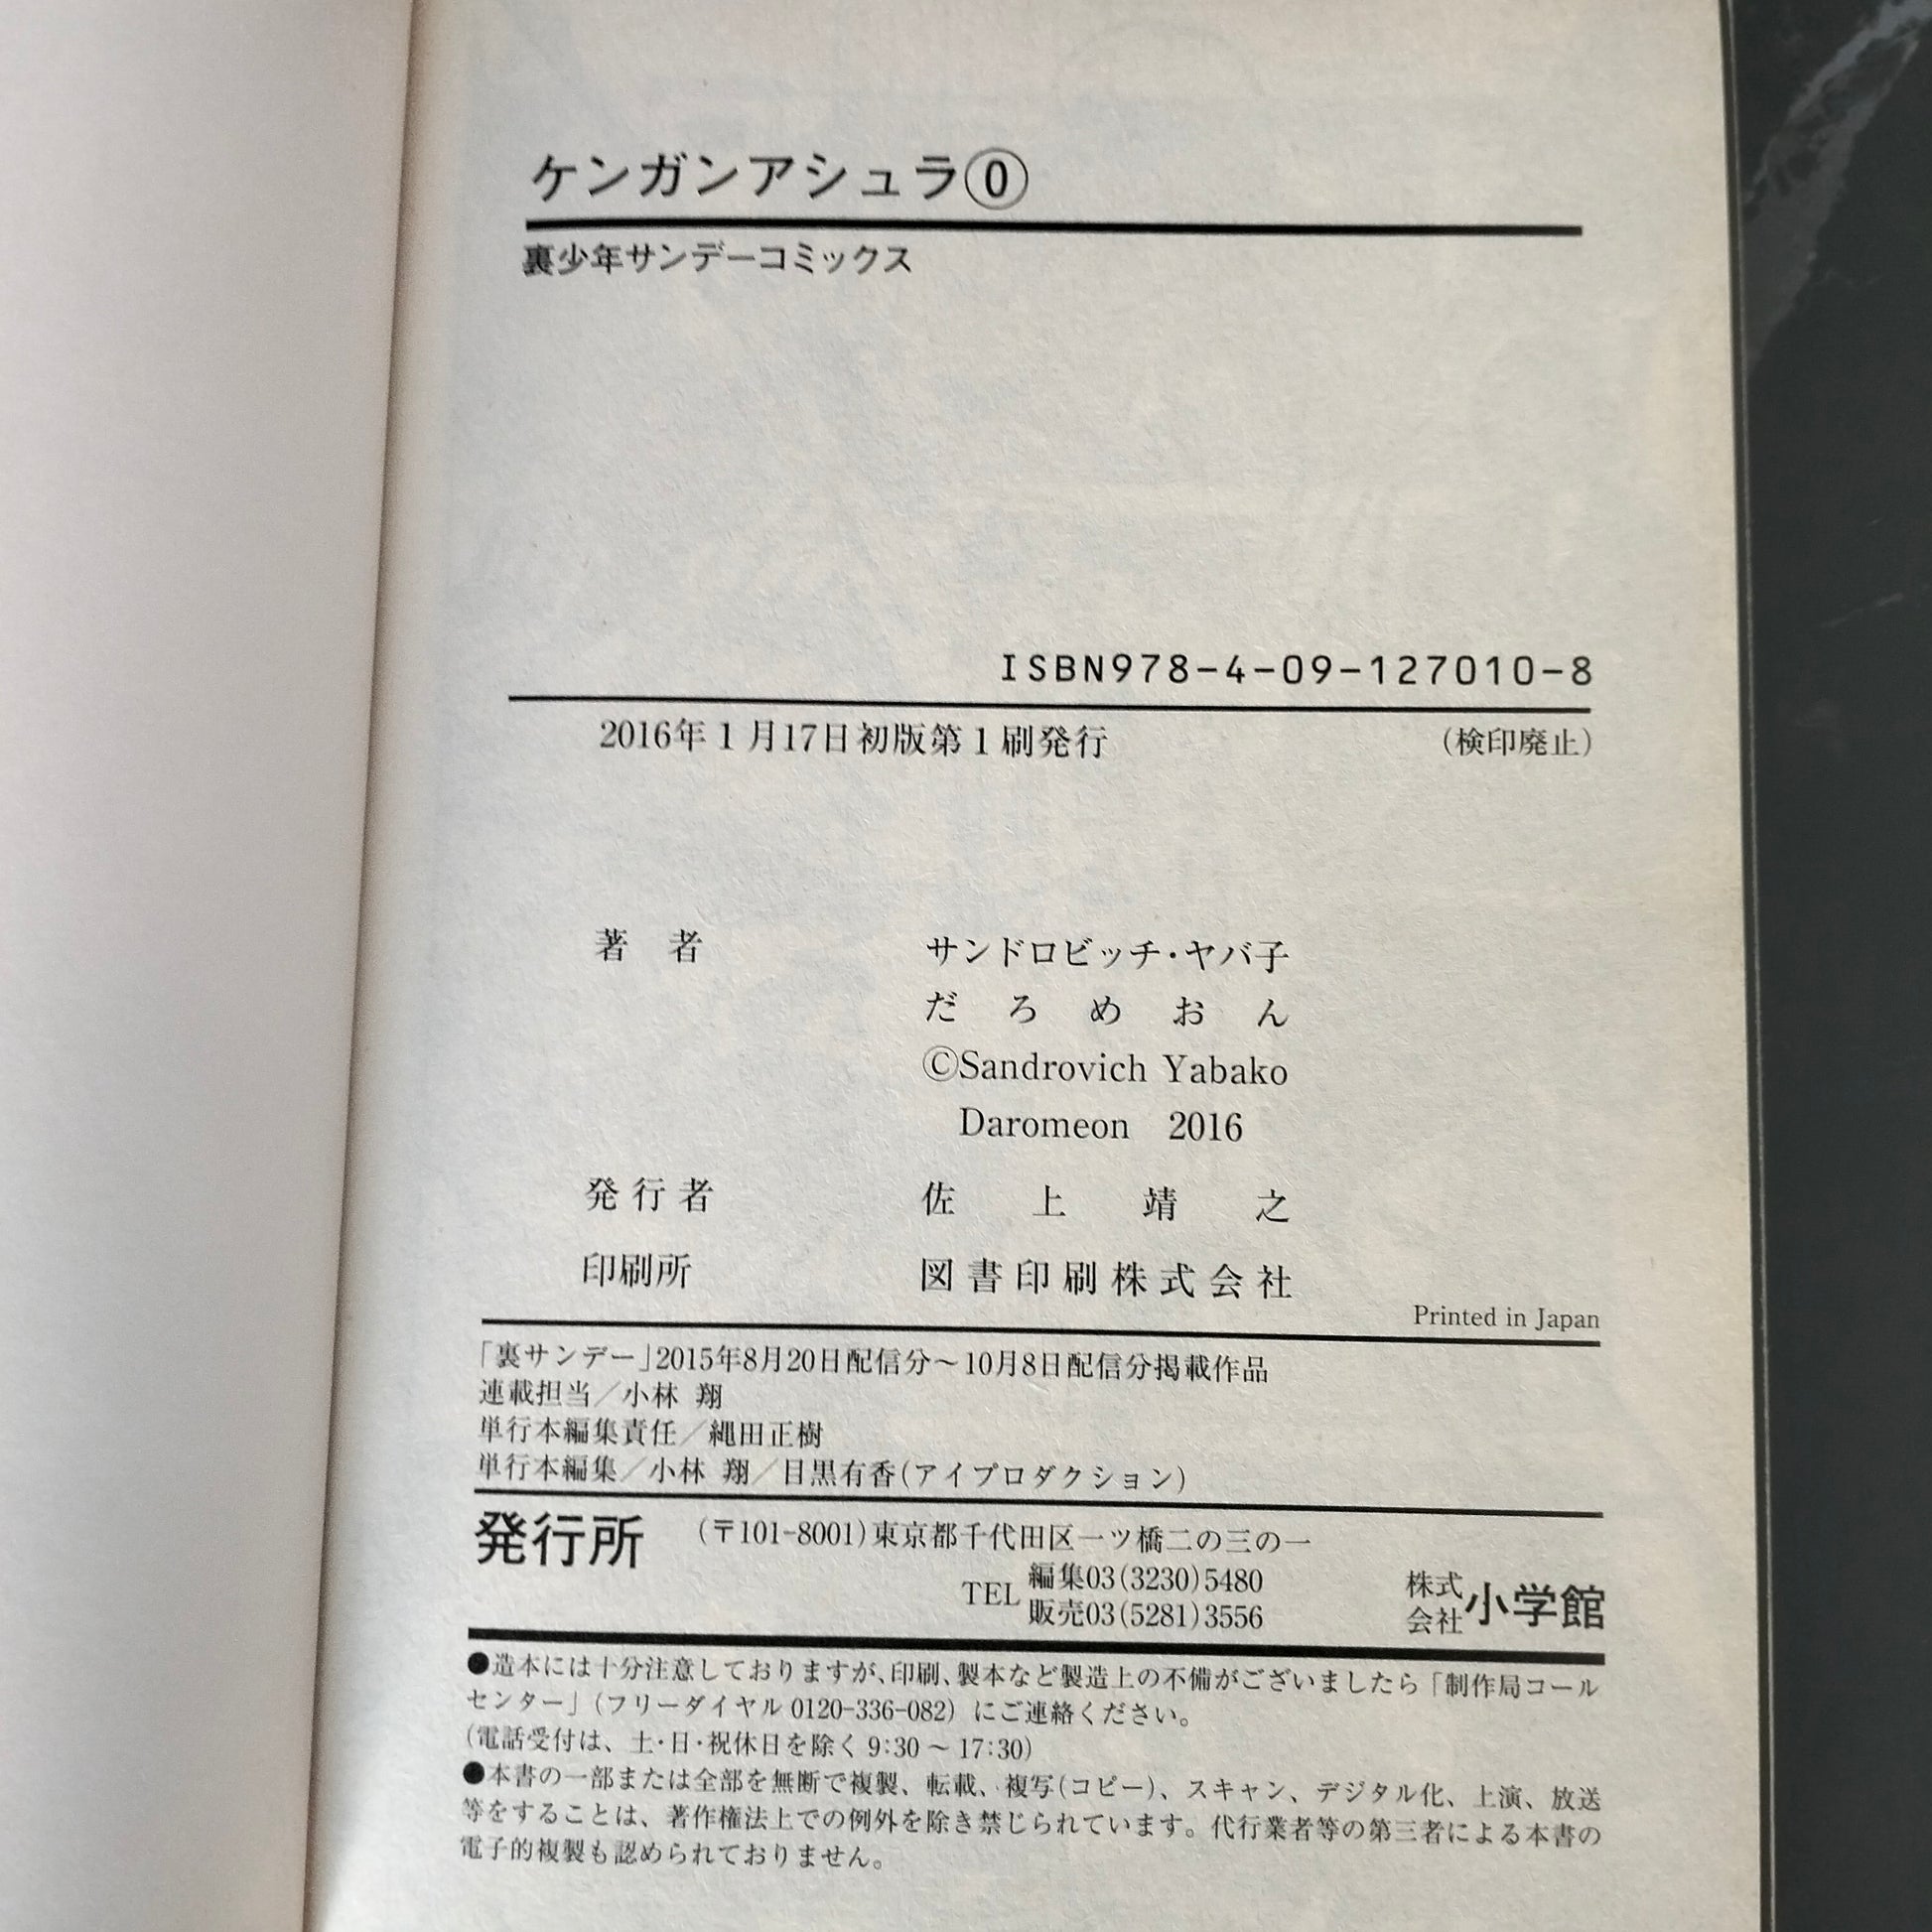 ケンガンアシュラ⓪
裏少年サンデーコミックス
ISBN978-4-09-127010-8
2016年1月17日初版第1刷発行 (検印廃止)
著者 サンドロビッチ・ヤバ子
だろめおん
©Sandrovich Yabako
Daromeon 2016
発行者 佐上靖之
印刷所 図書印刷株式会社
Printed in Japan
「裏サンデー」2015年8月20日配信分～10月8日配信分掲載作品
連載担当／小林 翔
単行本編集責任／縄田正樹
単行本編集／小林 翔／目黒有香(アイプロダクション)
発行所 (〒101-8001)東京都千代田区一ツ橋二の三の一
TEL 編集03(3230)5480
販売03(5281)3556
株式会社 小学館
●造本には十分注意しておりますが、印刷、製本など製造上の不備がございましたら「制作局コール
センター」(フリーダイヤル 0120-336-082) にご連絡ください。
(電話受付は、土・日・祝休日を除く 9:30 ～ 17:30)
●本書の一部または全部を無断で複製、転載、複写(コピー)、スキャン、デジタル化、上演、放送
等をすることは、著作権法上での例外を除き禁じられています。代行業者等の第三者による本書の
電子的複製も認められておりません。